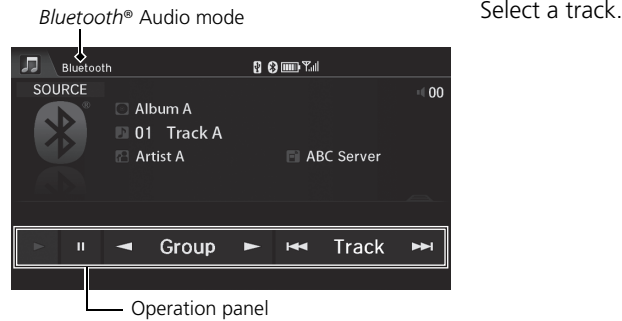 Bluetooth® Audio mode
Select a track.
Bluetooth
SOURCE
®
00
Album A
01 Track A
Artist A
ABC Server
Group
Track
Operation panel